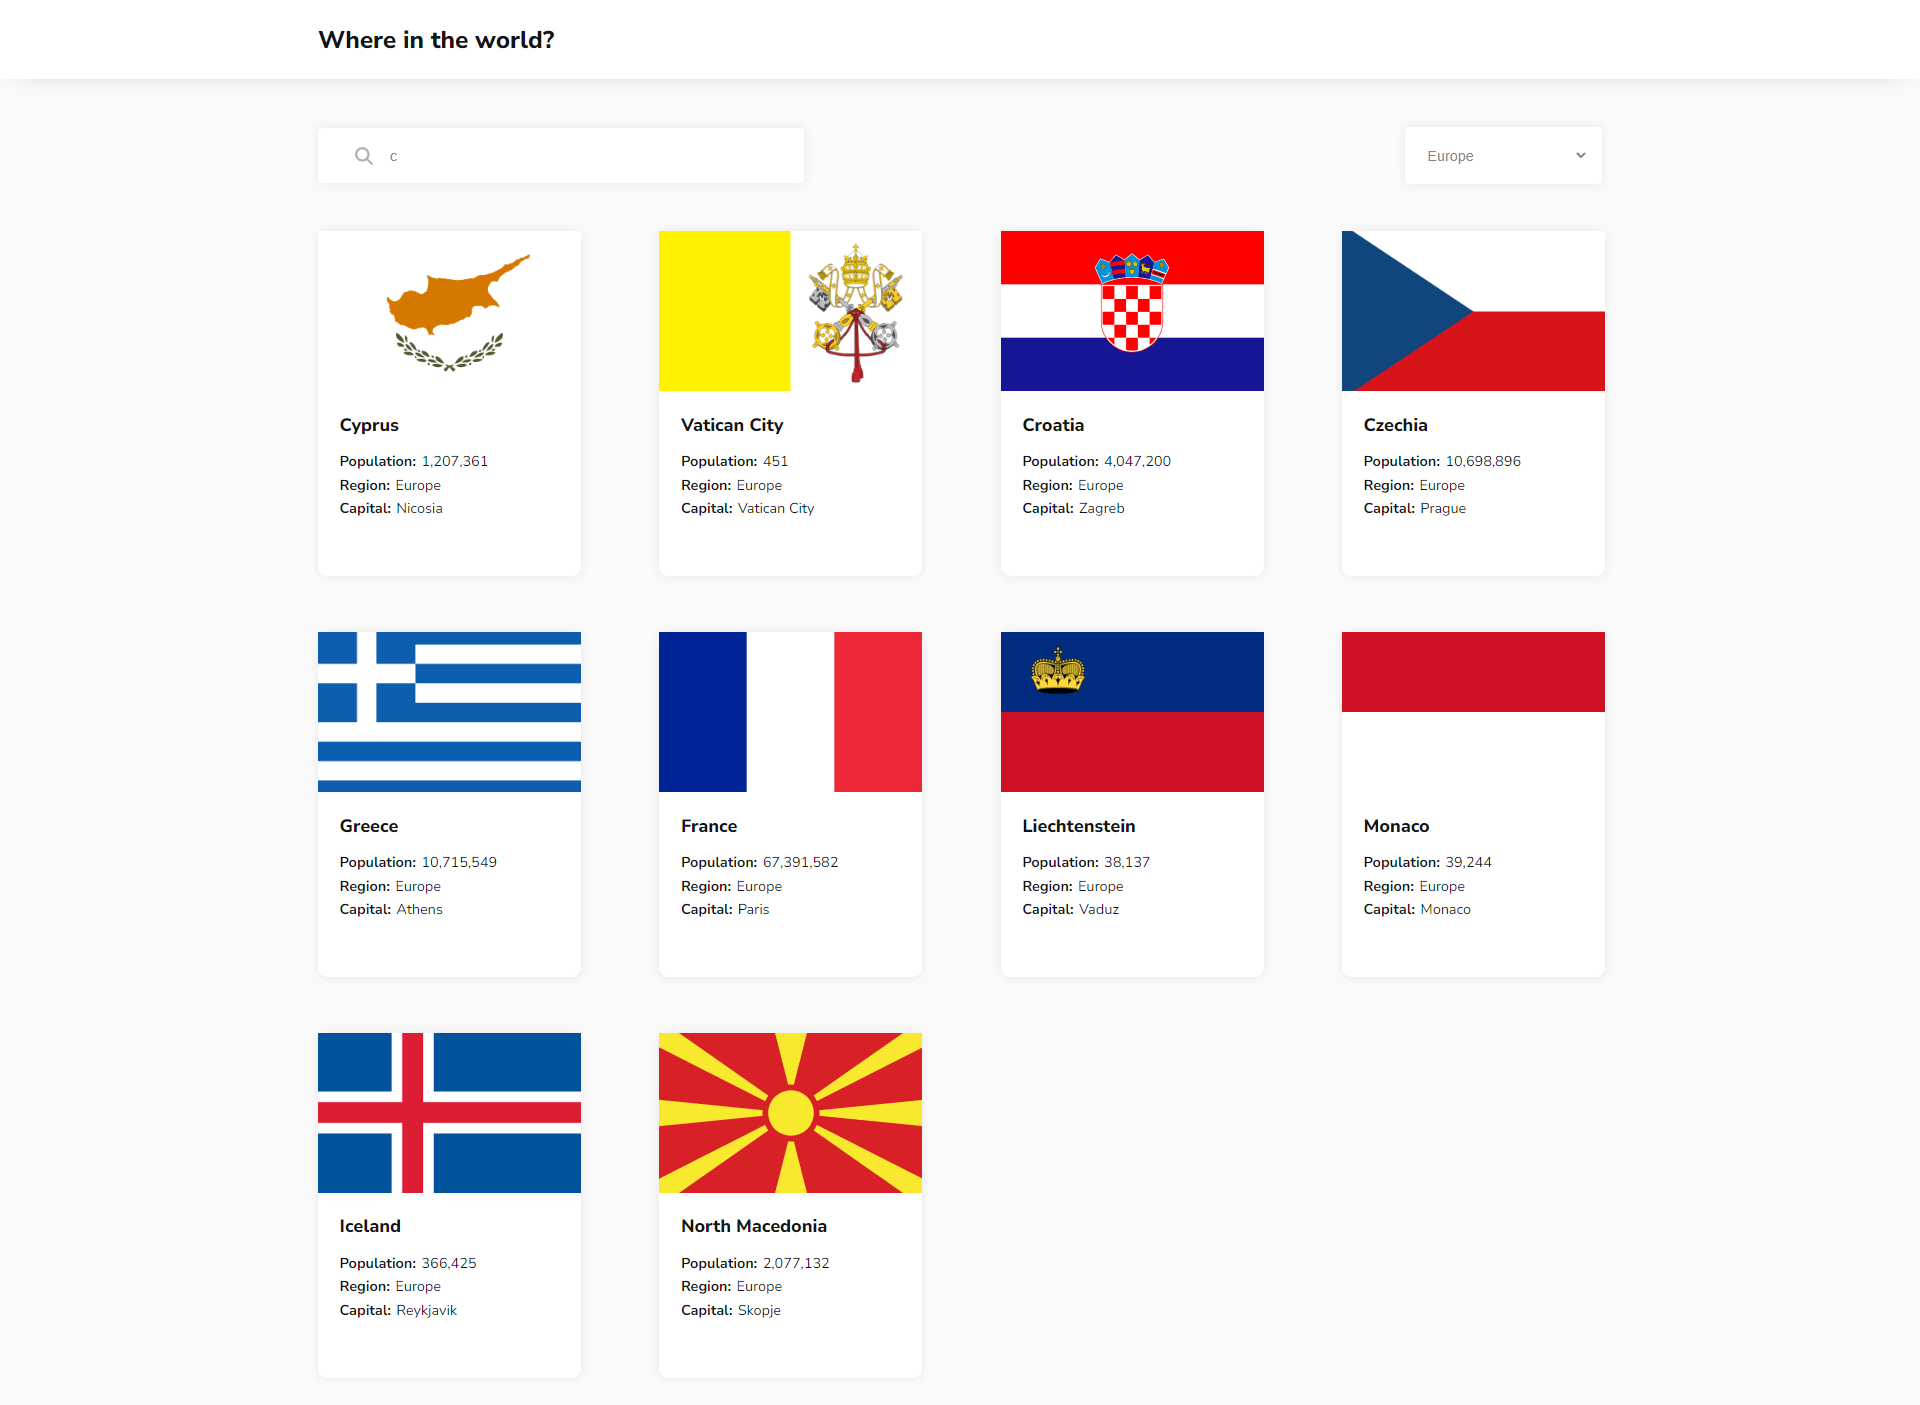 Where in the world?
c
Europe
Cyprus
Population: 1,207,361
Region: Europe
Capital: Nicosia
Vatican City
Population: 451
Region: Europe
Capital: Vatican City
Croatia
Population: 4,047,200
Region: Europe
Capital: Zagreb
Czechia
Population: 10,698,896
Region: Europe
Capital: Prague
Greece
Population: 10,715,549
Region: Europe
Capital: Athens
France
Population: 67,391,582
Region: Europe
Capital: Paris
Liechtenstein
Population: 38,137
Region: Europe
Capital: Vaduz
Monaco
Population: 39,244
Region: Europe
Capital: Monaco
Iceland
Population: 366,425
Region: Europe
Capital: Reykjavik
North Macedonia
Population: 2,077,132
Region: Europe
Capital: Skopje